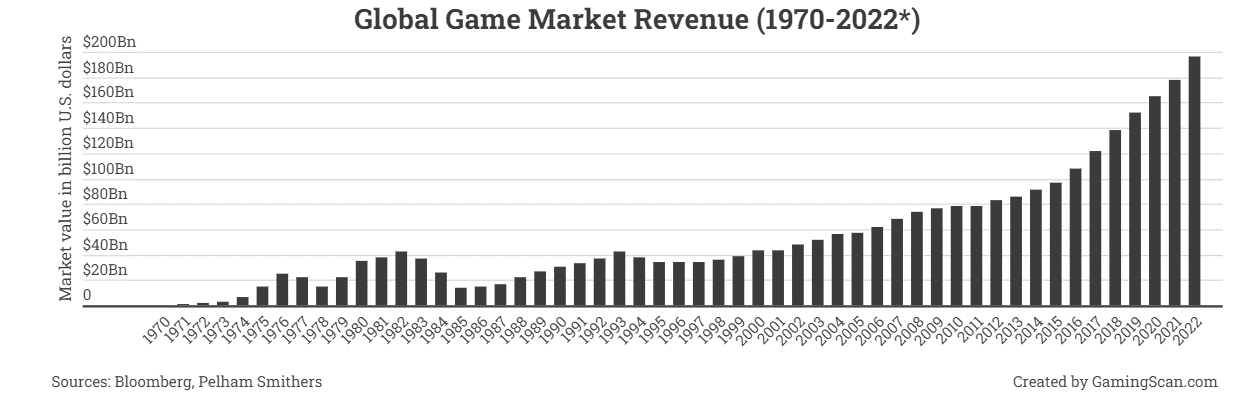 Global Game Market Revenue (1970-2022*)
Market value in billion U.S. dollars
$200Bn
$180Bn
$160Bn
$140Bn
$120Bn
$100Bn
$80Bn
$60Bn
$40Bn
$20Bn
0
1970 1971 1972 1973 1974 1975 1976 1977 1978 1979 1980 1981 1982 1983 1984 1985 1986 1987 1988 1989 1990 1991 1992 1993 1994 1995 1996 1997 1998 1999 2000 2001 2002 2003 2004 2005 2006 2007 2008 2009 2010 2011 2012 2013 2014 2015 2016 2017 2018 2019 2020 2021 2022
Sources: Bloomberg, Pelham Smithers
Created by GamingScan.com